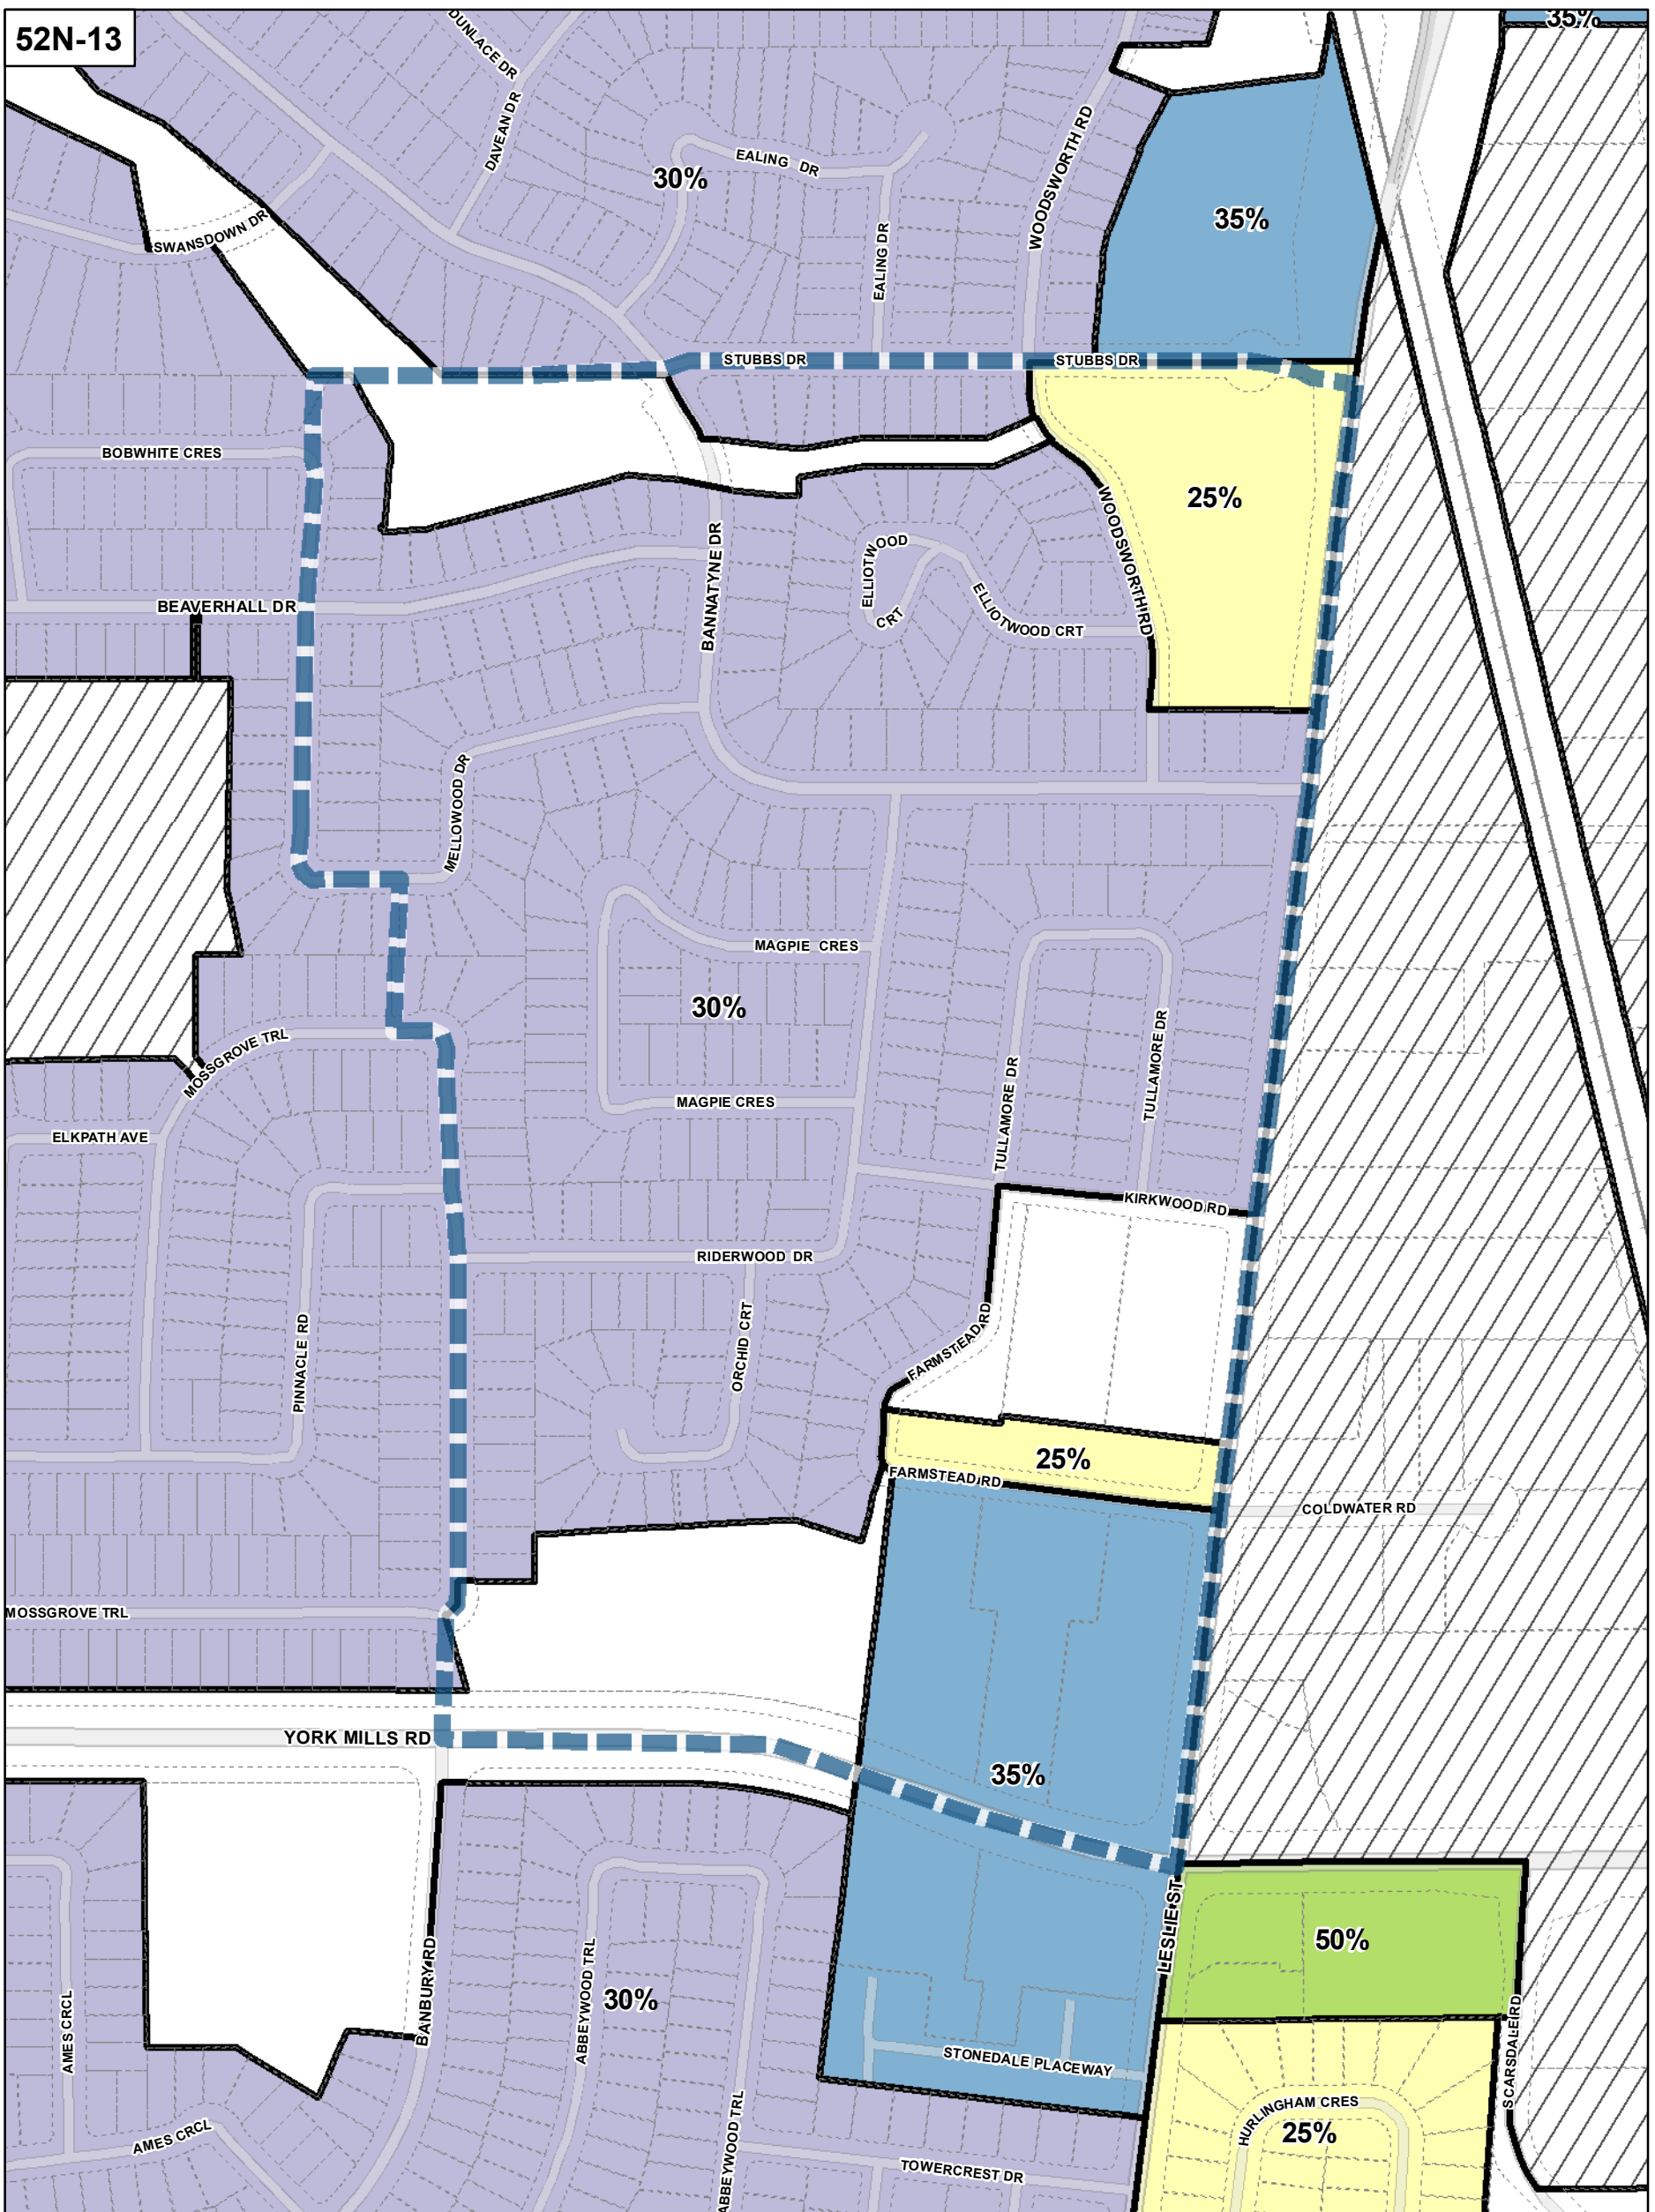 52N-13
35%
DUNLACE DR
DAVEAN DR
EALING DR
30%
WOODSWORTH RD
35%
SWANSDOWN DR
EALING DR
STUBBS DR
STUBBS DR
BOBWHITE CRES
25%
WOODSWORTH RD
BANNATYNE DR
ELLIOTWOOD
CRT
ELLIOTWOOD CRT
BEAVERHALL DR
MELLOWOOD DR
MAGPIE CRES
30%
MOSSGROVE TRL
TULLAMORE DR
TULLAMORE DR
MAGPIE CRES
ELKPATH AVE
KIRKWOOD RD
RIDERWOOD DR
PINNACLE RD
ORCHID CRT
FARMSTEAD RD
25%
FARMSTEAD RD
COLDWATER RD
MOSSGROVE TRL
YORK MILLS RD
35%
LESLIE ST
50%
BANBURY RD
ABBEYWOOD TRL
30%
AMES CRCL
STONEDALE PLACEWAY
SCARSDALE RD
HURLINGHAM CRES
25%
AMES CRCL
ABBEYWOOD TRL
TOWERCREST DR